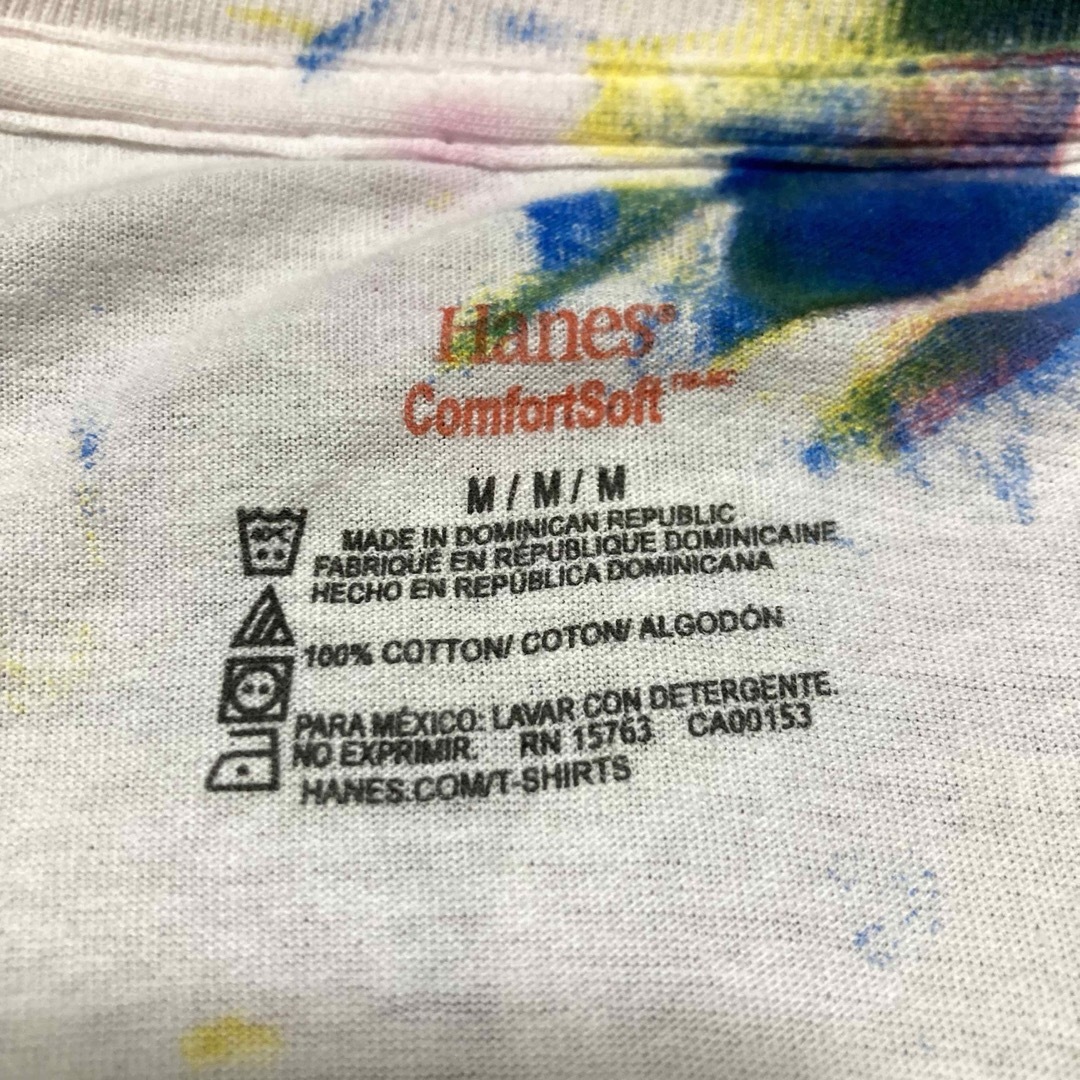 Hanes®
ComfortSoft
M / M / M
MADE IN DOMINICAN REPUBLIC
FABRIQUÉ EN RÉPUBLIQUE DOMINICAINE
HECHO EN REPÚBLICA DOMINICANA
100% COTTON/ COTON/ ALGODÓN
PARA MÉXICO: LAVAR CON DETERGENTE.
NO EXPRIMIR. RN 15763 CA00153
HANES.COM/T-SHIRTS